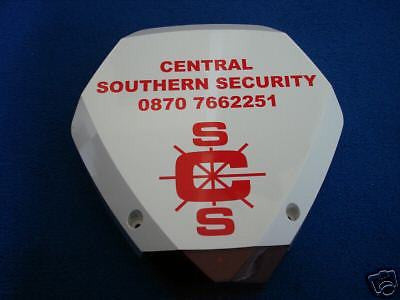 CENTRAL
SOUTHERN SECURITY
0870 7662251
S
C
S